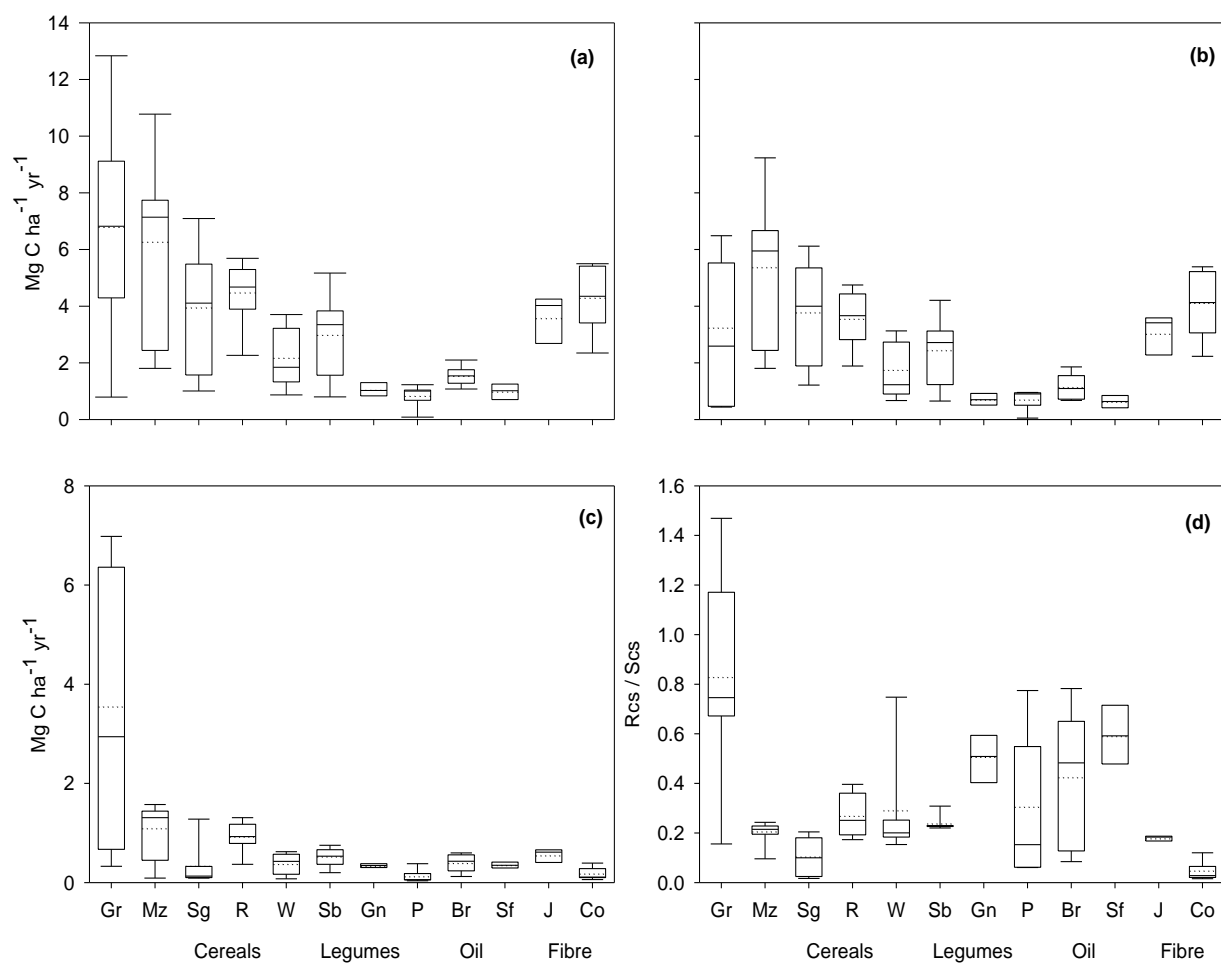 14
12
10
8
6
4
2
0
Mg C ha⁻¹ yr⁻¹
(a)
(b)
8
6
4
2
0
Mg C ha⁻¹ yr⁻¹
(c)
1.6
1.4
1.2
1.0
0.8
0.6
0.4
0.2
0.0
Rcs / Scs
(d)
Gr Mz Sg R W Sb Gn P Br Sf J Co
Cereals Legumes Oil Fibre
Gr Mz Sg R W Sb Gn P Br Sf J Co
Cereals Legumes Oil Fibre